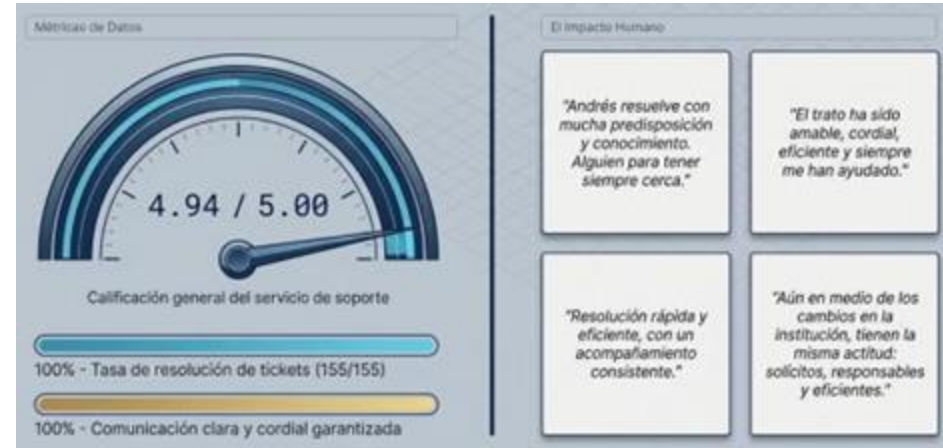 Métricas de Datos
4.94 / 5.00
Calificación general del servicio de soporte
100% - Tasa de resolución de tickets (155/155)
100% - Comunicación clara y cordial garantizada
El Impacto Humano
"Andrés resuelve con
mucha predisposición
y conocimiento.
Alguien para tener
siempre cerca."
"El trato ha sido
amable, cordial,
eficiente y siempre
me han ayudado."
"Resolución rápida y
eficiente, con un
acompañamiento
consistente."
"Aún en medio de los
cambios en la
institución, tienen la
misma actitud:
solícitos, responsables
y eficientes."